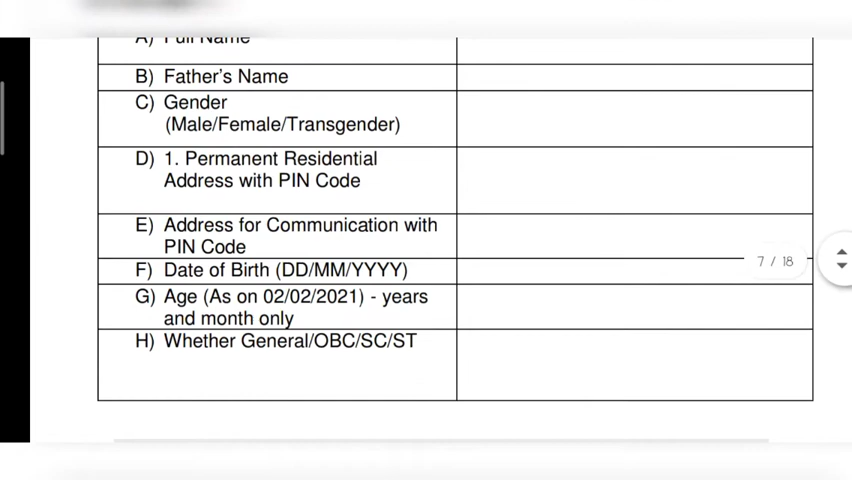 A) Full Name
B) Father's Name
C) Gender
(Male/Female/Transgender)
D) 1. Permanent Residential
Address with PIN Code
E) Address for Communication with
PIN Code
F) Date of Birth (DD/MM/YYYY)
G) Age (As on 02/02/2021) - years
and month only
H) Whether General/OBC/SC/ST
7 / 18